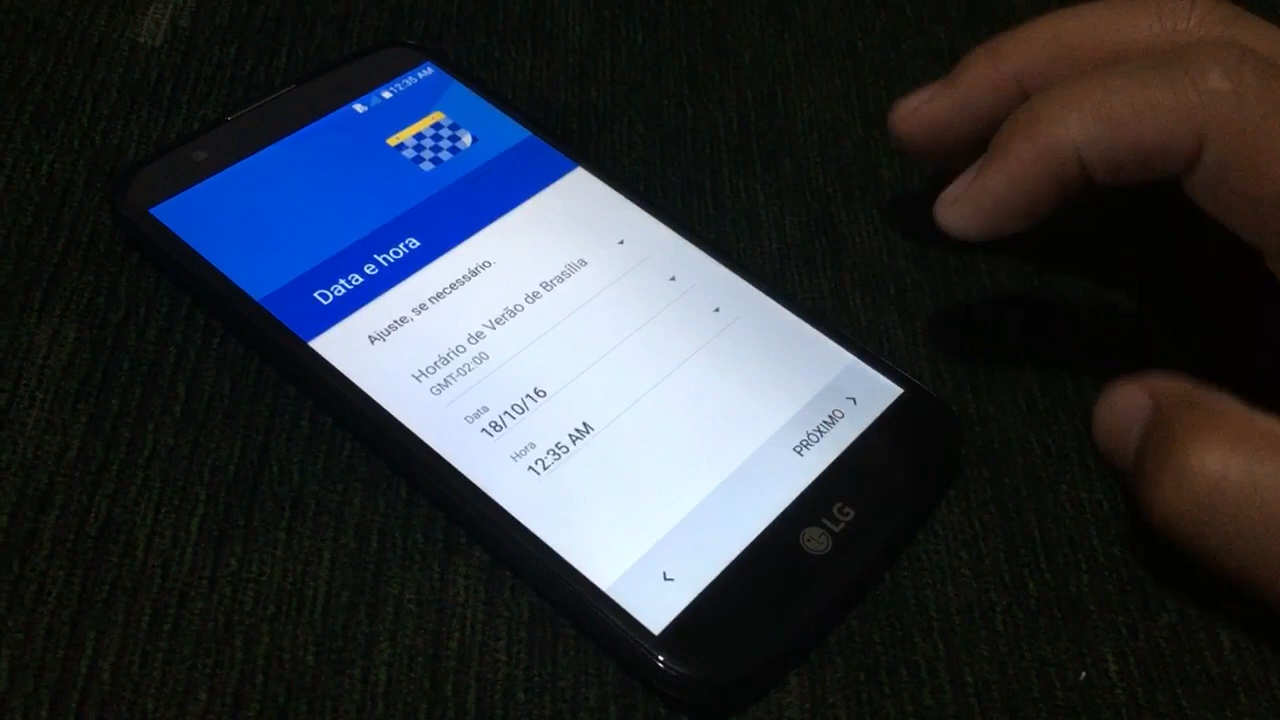 12:35 AM
Data e hora
Ajuste, se necessário.
Horário de Verão de Brasília
GMT-02:00
Data
18/10/16
Hora
12:35 AM
PRÓXIMO
LG